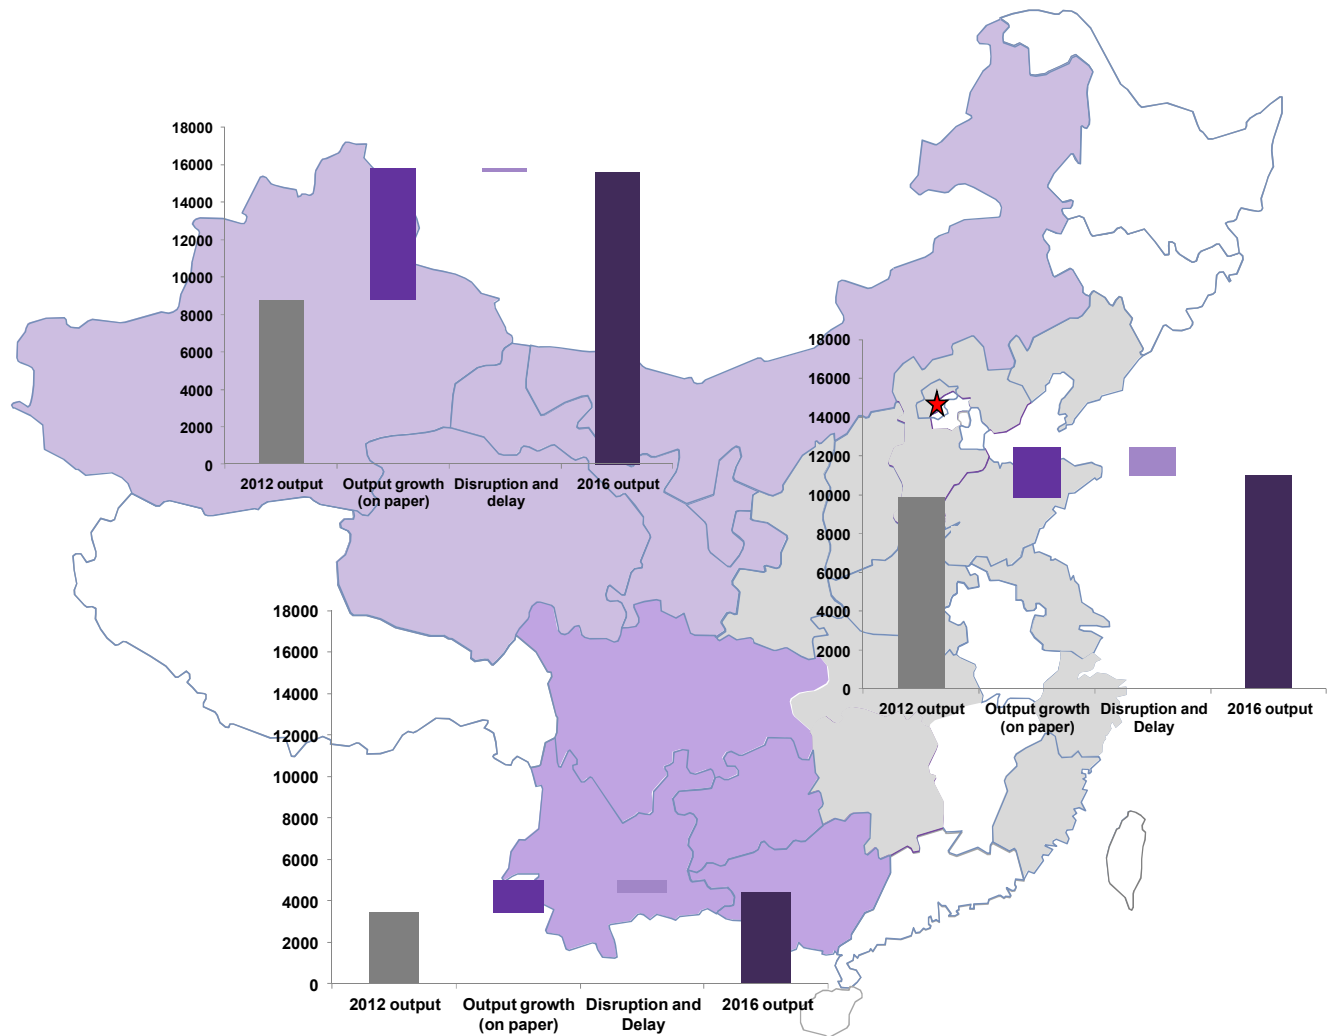 18000
16000
14000
12000
10000
8000
6000
4000
2000
0
2012 output
Output growth
(on paper)
Disruption and
delay
2016 output
18000
16000
14000
12000
10000
8000
6000
4000
2000
0
2012 output
Output growth
(on paper)
Disruption and
Delay
2016 output
18000
16000
14000
12000
10000
8000
6000
4000
2000
0
2012 output
Output growth
(on paper)
Disruption and
Delay
2016 output